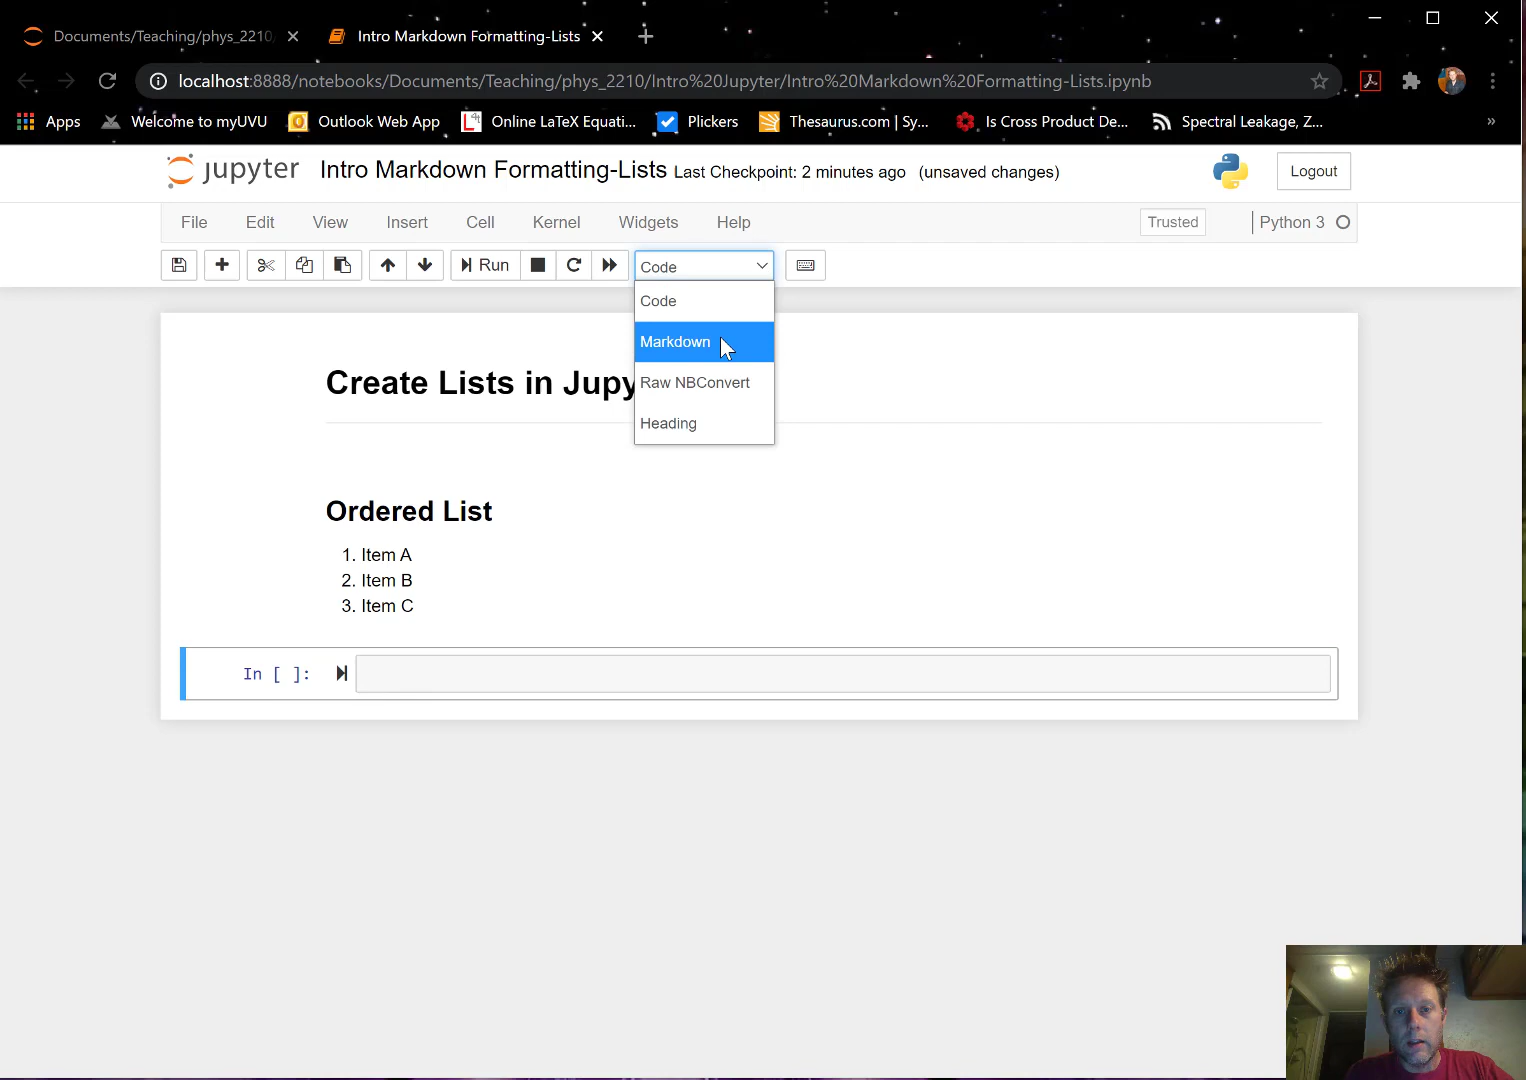 Documents/Teaching/phys_2210/
Intro Markdown Formatting-Lists
localhost:8888/notebooks/Documents/Teaching/phys_2210/Intro%20Jupyter/Intro%20Markdown%20Formatting-Lists.ipynb
Apps
Welcome to myUVU
Outlook Web App
Online LaTeX Equati...
Plickers
Thesaurus.com | Sy...
Is Cross Product De...
Spectral Leakage, Z...
»
jupyter Intro Markdown Formatting-Lists Last Checkpoint: 2 minutes ago (unsaved changes)
Logout
File Edit View Insert Cell Kernel Widgets Help
Trusted
Python 3
Run
Code
Code
Markdown
Raw NBConvert
Heading
Create Lists in Jupy
Ordered List
1. Item A
2. Item B
3. Item C
In [ ]: